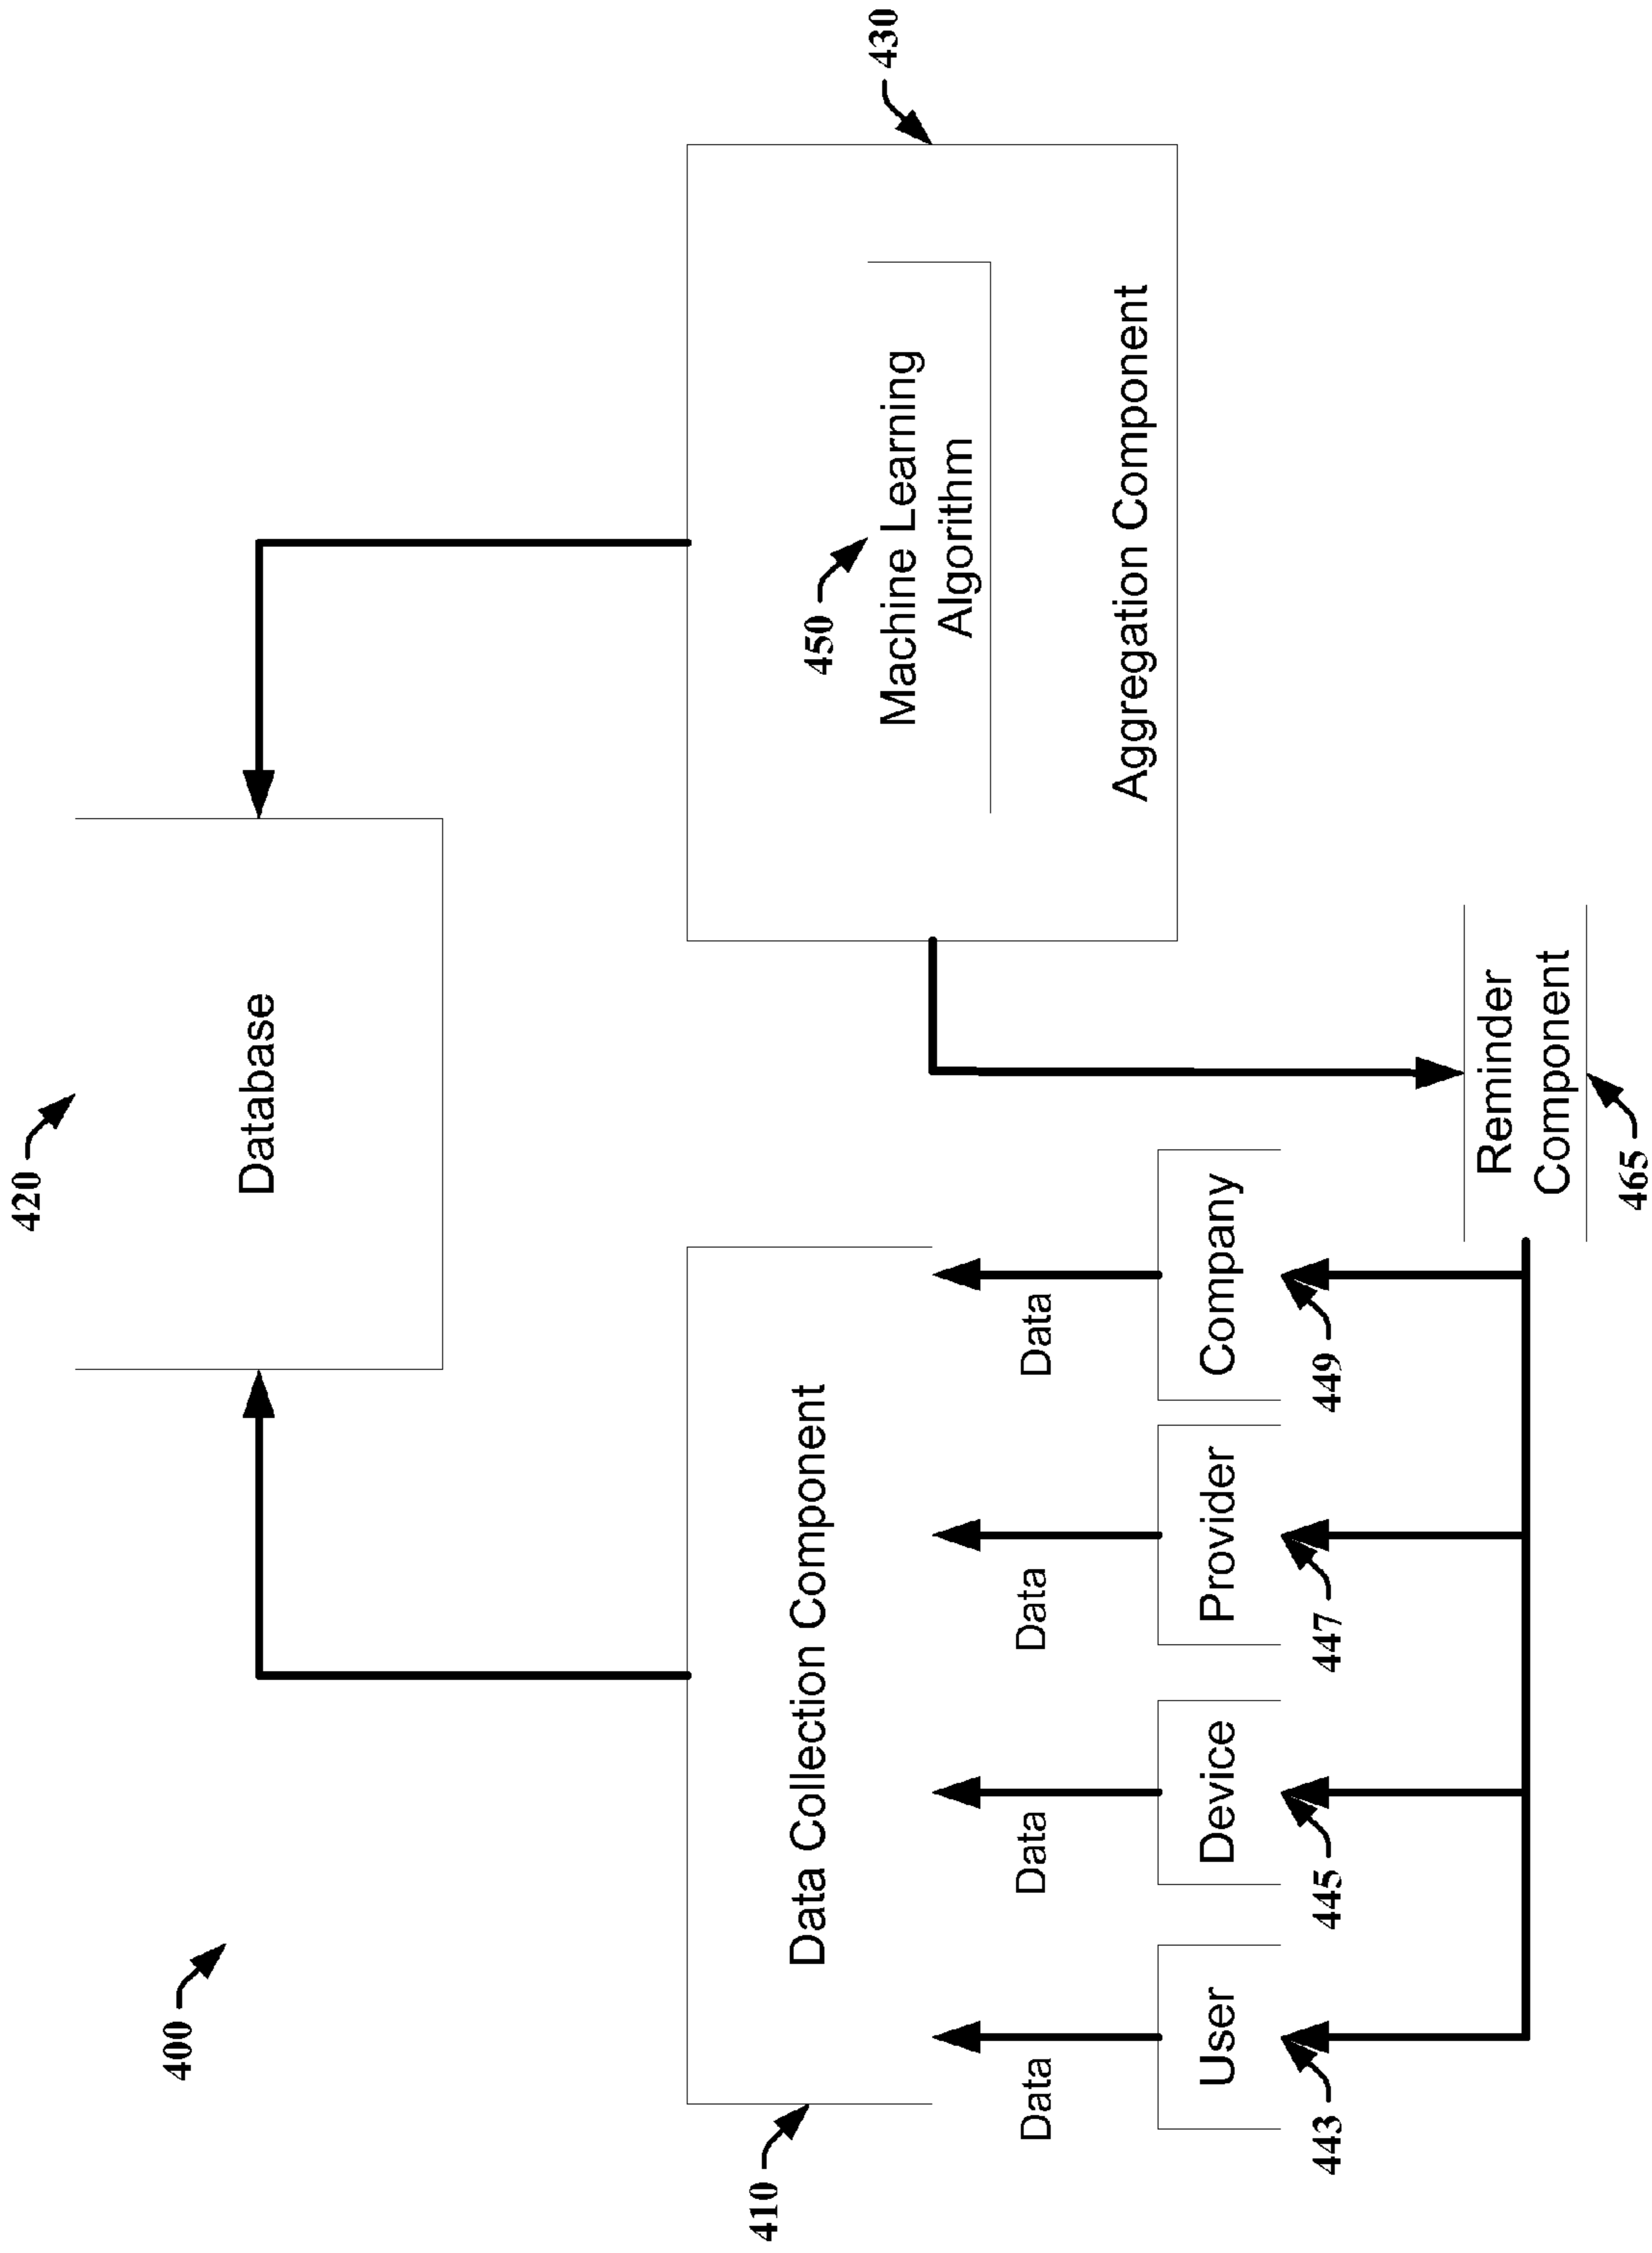 400
420
Database
410
Data Collection Component
450
Machine Learning
Algorithm
Aggregation Component
430
Data
Data
Data
Data
User
Device
Provider
Company
443
445
447
449
Reminder
Component
465